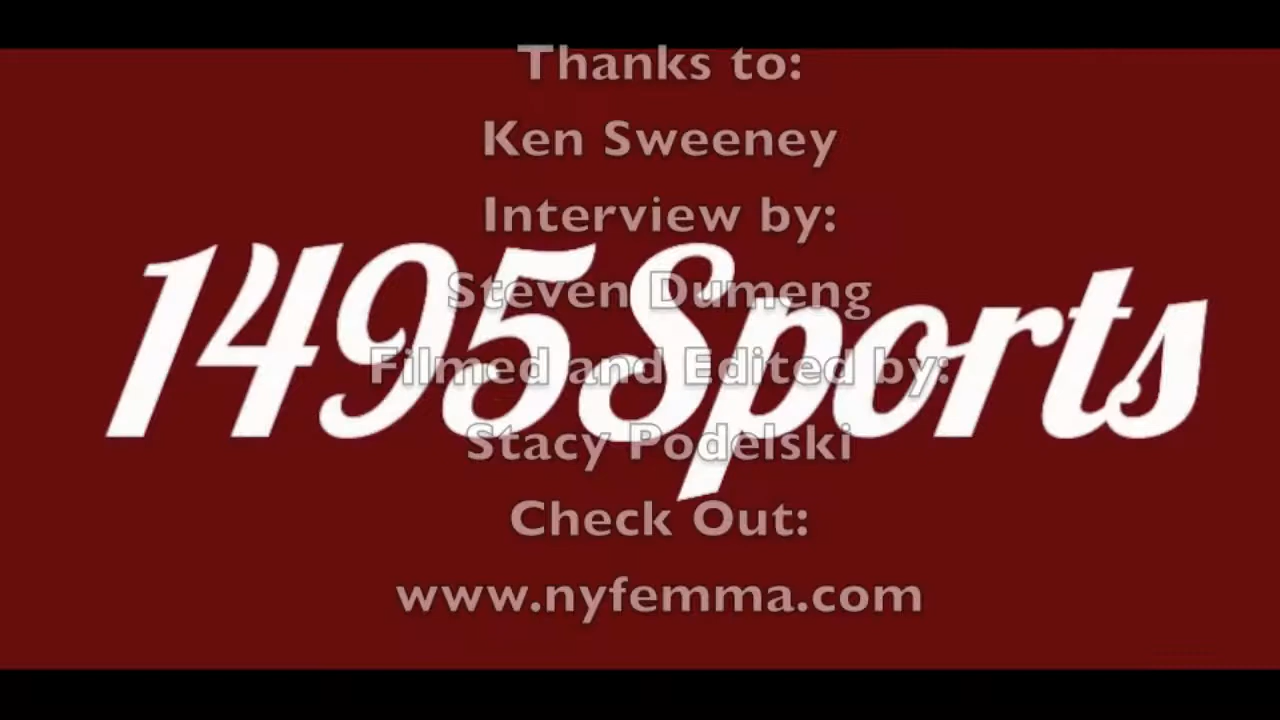 Thanks to:
Ken Sweeney
Interview by:
1495Sports
Steven Dumeng
Filmed and Edited by:
Stacy Podelski
Check Out:
www.nyfemma.com